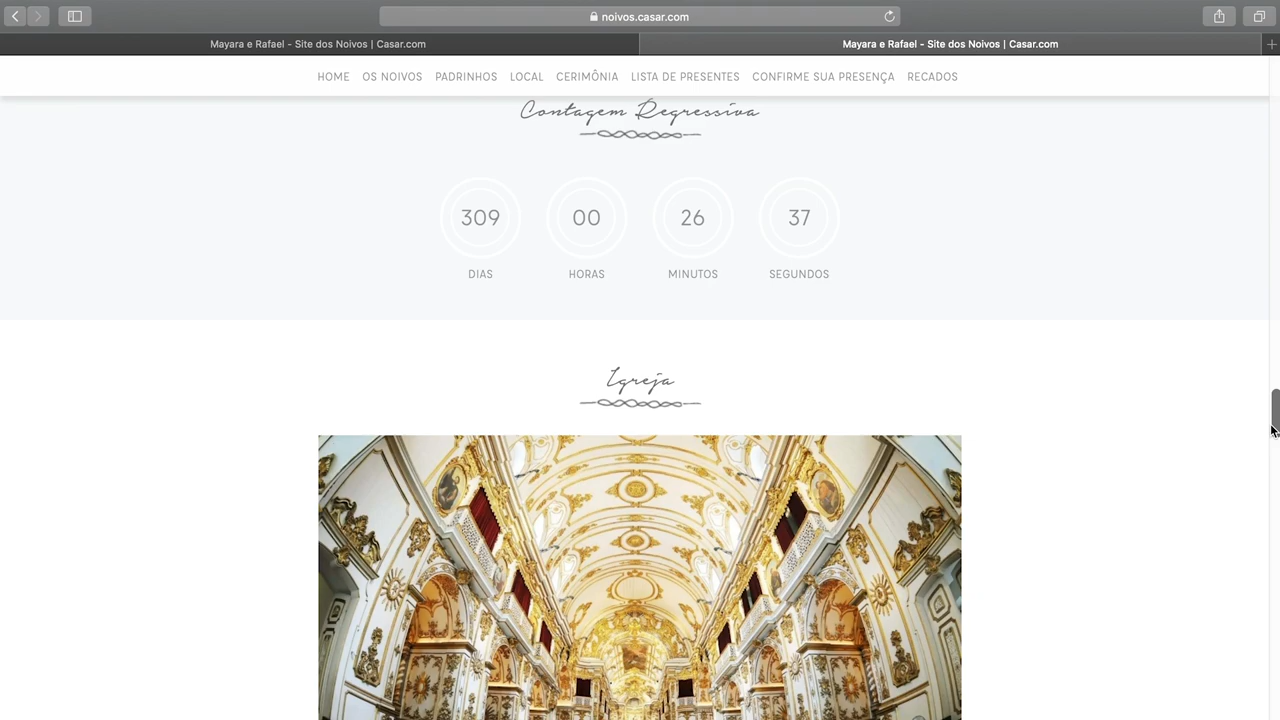 noivos.casar.com
Mayara e Rafael - Site dos Noivos | Casar.com
Mayara e Rafael - Site dos Noivos | Casar.com
HOME OS NOIVOS PADRINHOS LOCAL CERIMÔNIA LISTA DE PRESENTES CONFIRME SUA PRESENÇA RECADOS
Contagem Regressiva
309 00 26 37
DIAS HORAS MINUTOS SEGUNDOS
Igreja